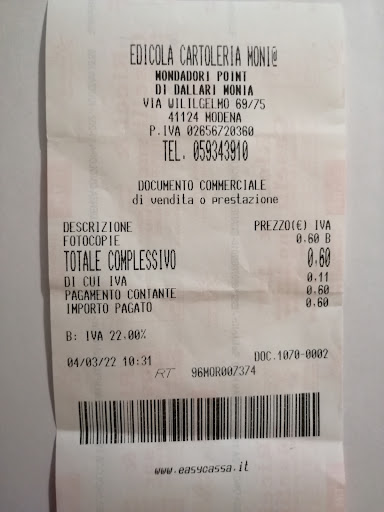 EDICOLA CARTOLERIA MONI@
MONDADORI POINT
DI DALLARI MONIA
VIA WILILGELMO 69/75
41124 MODENA
P.IVA 02656720360
TEL. 059343910
DOCUMENTO COMMERCIALE
di vendita o prestazione
DESCRIZIONE PREZZO(€) IVA
FOTOCOPIE 0.60 B
TOTALE COMPLESSIVO 0.60
DI CUI IVA 0.11
PAGAMENTO CONTANTE 0.60
IMPORTO PAGATO 0.60
B: IVA 22.00%
04/03/22 10:31 DOC.1070-0002
RT 96MOR007374
www.easycassa.it